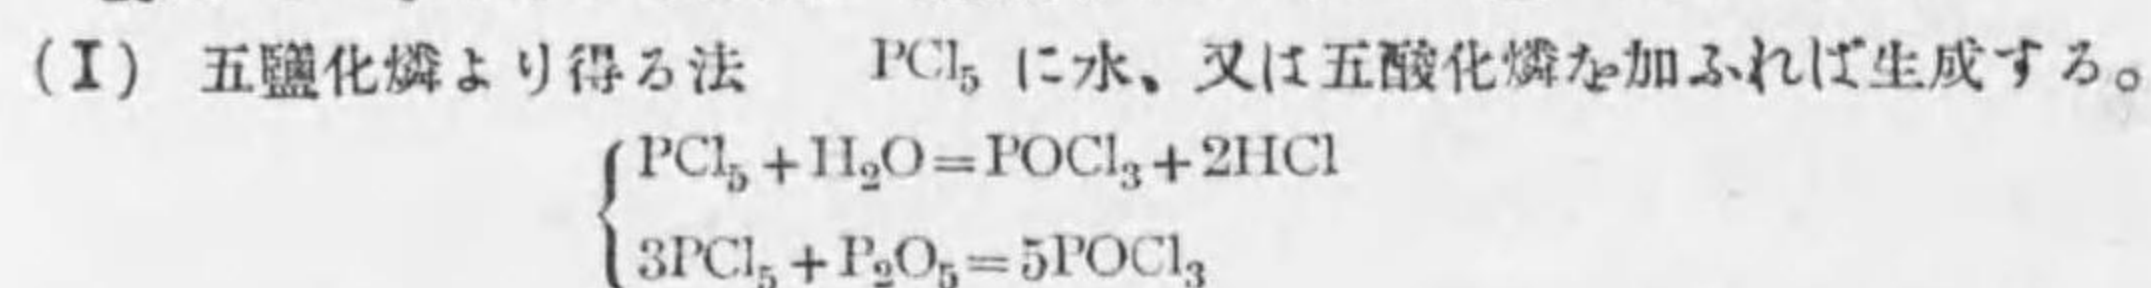 (I) 五鹽化燐より得る法 PCl₅ に水、又は五酸化燐を加ふれば生成する。
PCl₅+H₂O=POCl₃+2HCl
3PCl₅+P₂O₅=5POCl₃